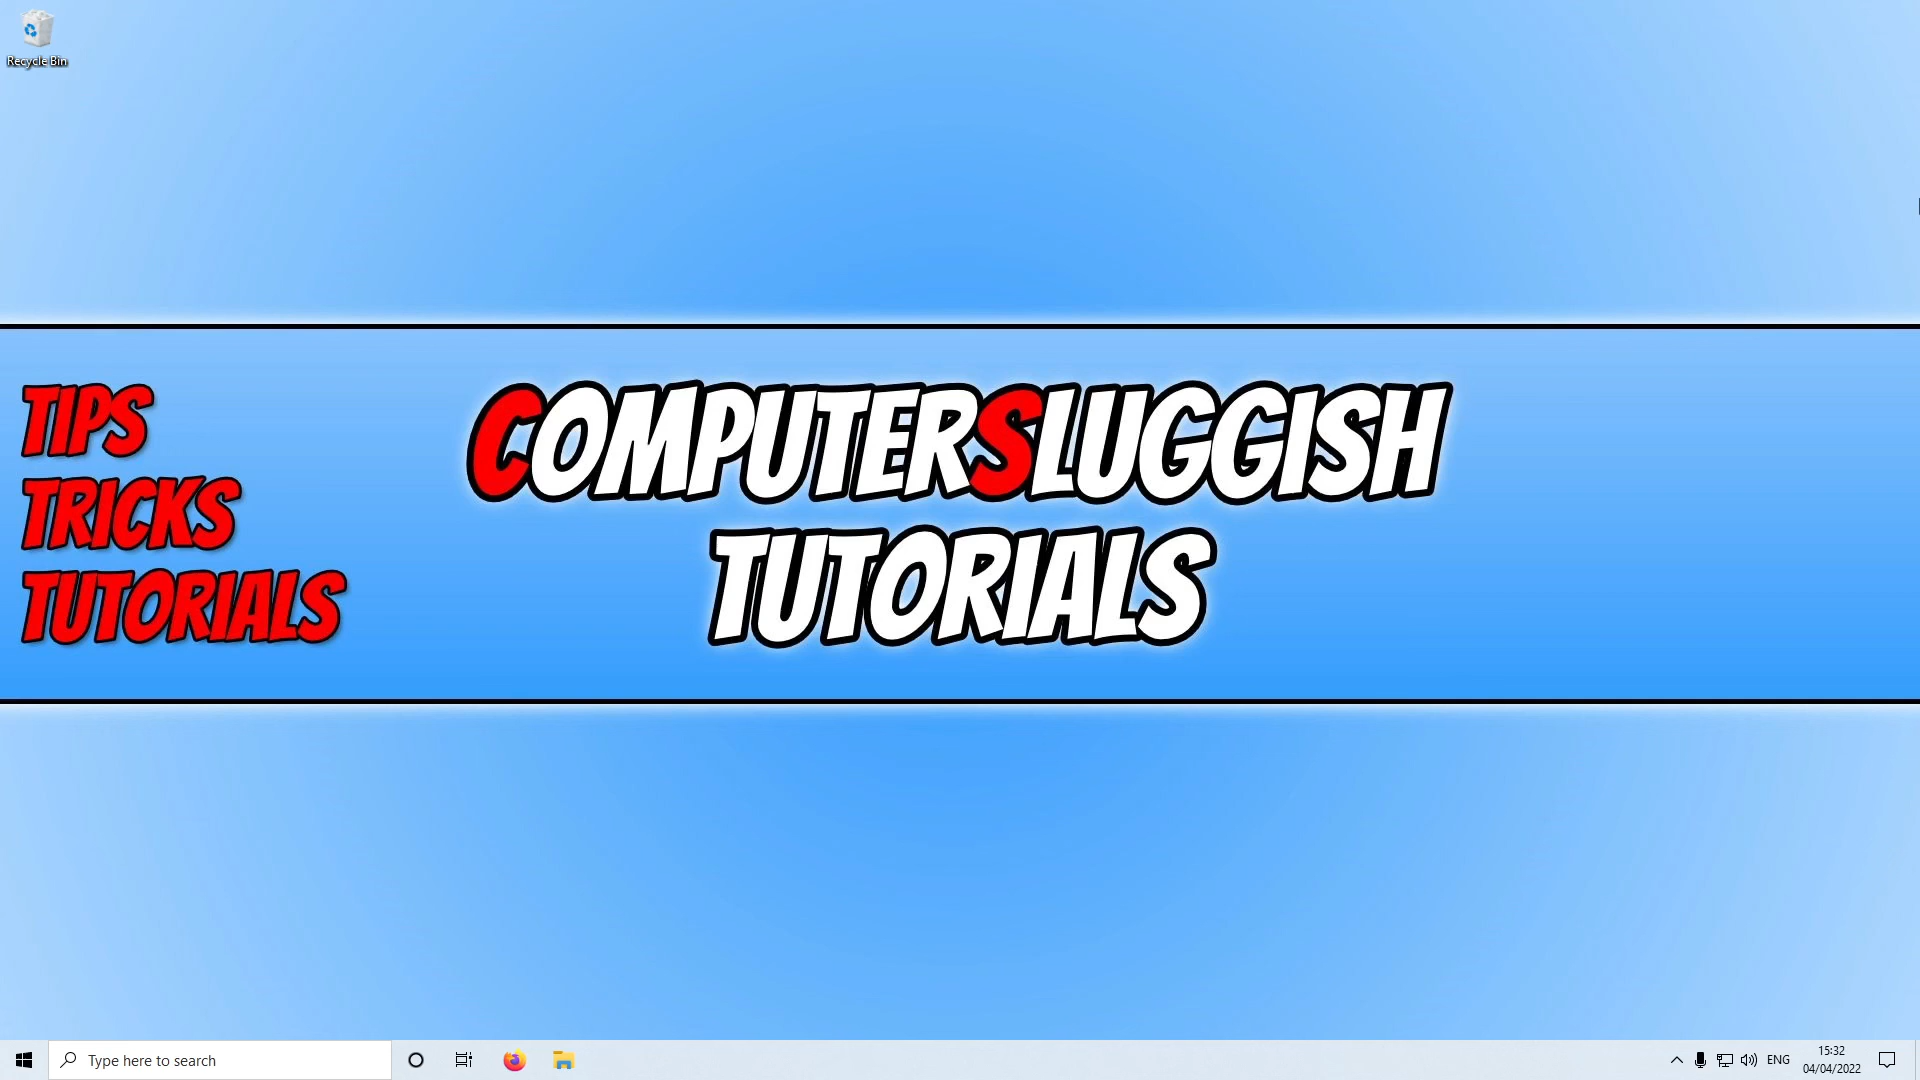 Recycle Bin
TIPS
TRICKS
TUTORIALS
COMPUTERSLUGGISH
TUTORIALS
Type here to search
ENG
15:32
04/04/2022